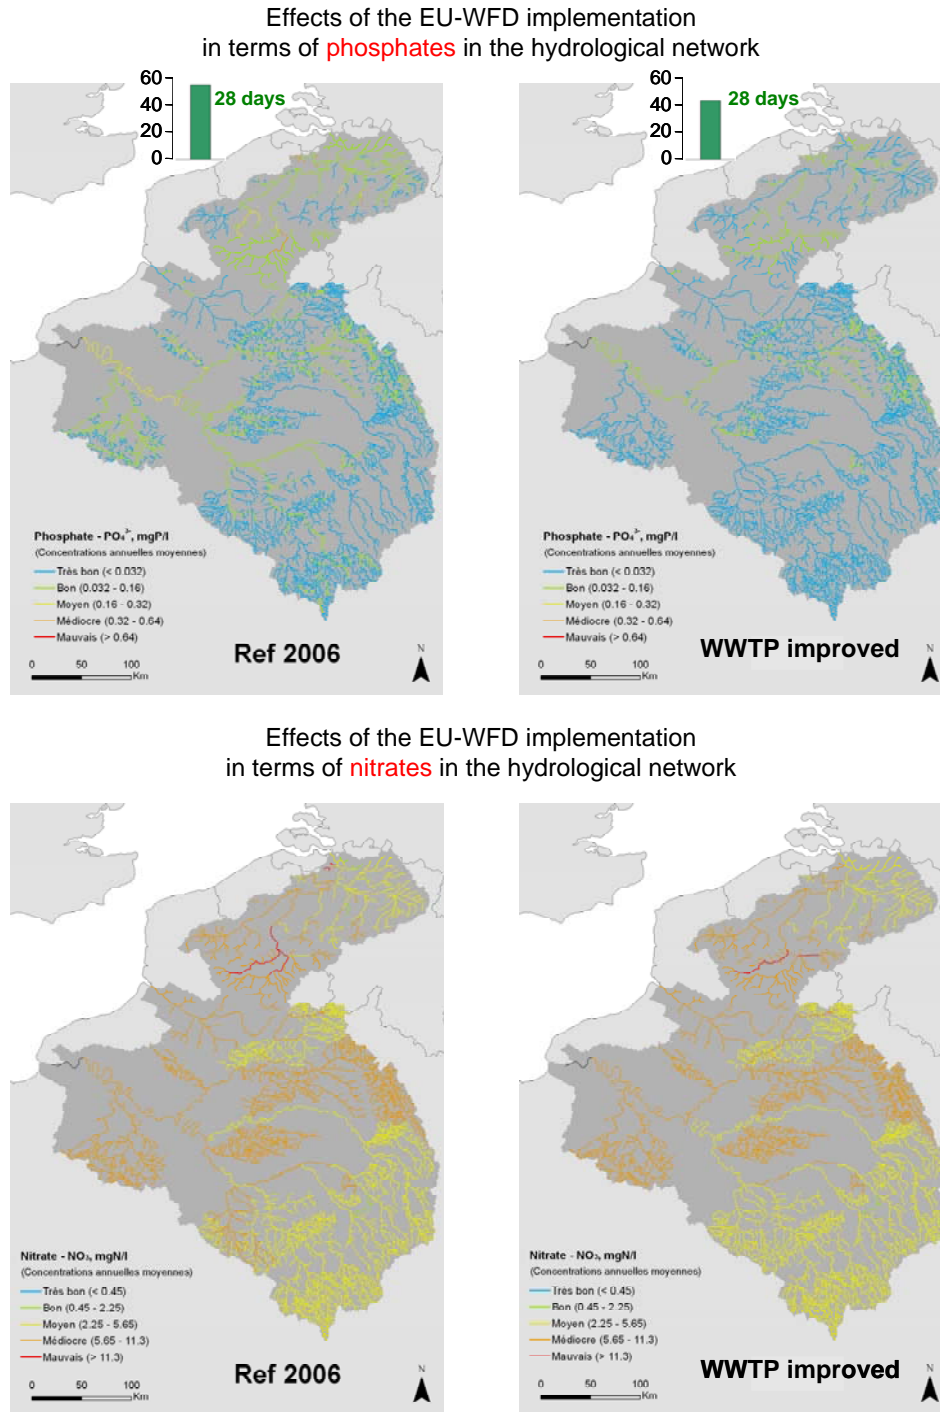 Effects of the EU-WFD implementation
in terms of phosphates in the hydrological network
60
40
20
0
28 days
60
40
20
0
28 days
Phosphate - PO₄³⁻, mgP/l
(Concentrations annuelles moyennes)
Très bon (< 0.032)
Bon (0.032 - 0.16)
Moyen (0.16 - 0.32)
Médiocre (0.32 - 0.64)
Mauvais (> 0.64)
0 50 100
Km
Ref 2006
N
Phosphate - PO₄³⁻, mgP/l
(Concentrations annuelles moyennes)
Très bon (< 0.032)
Bon (0.032 - 0.16)
Moyen (0.16 - 0.32)
Médiocre (0.32 - 0.64)
Mauvais (> 0.64)
0 50 100
Km
WWTP improved
N
Effects of the EU-WFD implementation
in terms of nitrates in the hydrological network
Nitrate - NO₃, mgN/l
(Concentrations annuelles moyennes)
Très bon (< 0.45)
Bon (0.45 - 2.25)
Moyen (2.25 - 5.65)
Médiocre (5.65 - 11.3)
Mauvais (> 11.3)
0 50 100
Km
Ref 2006
N
Nitrate - NO₃, mgN/l
(Concentrations annuelles moyennes)
Très bon (< 0.45)
Bon (0.45 - 2.25)
Moyen (2.25 - 5.65)
Médiocre (5.65 - 11.3)
Mauvais (> 11.3)
0 50 100
Km
WWTP improved
N